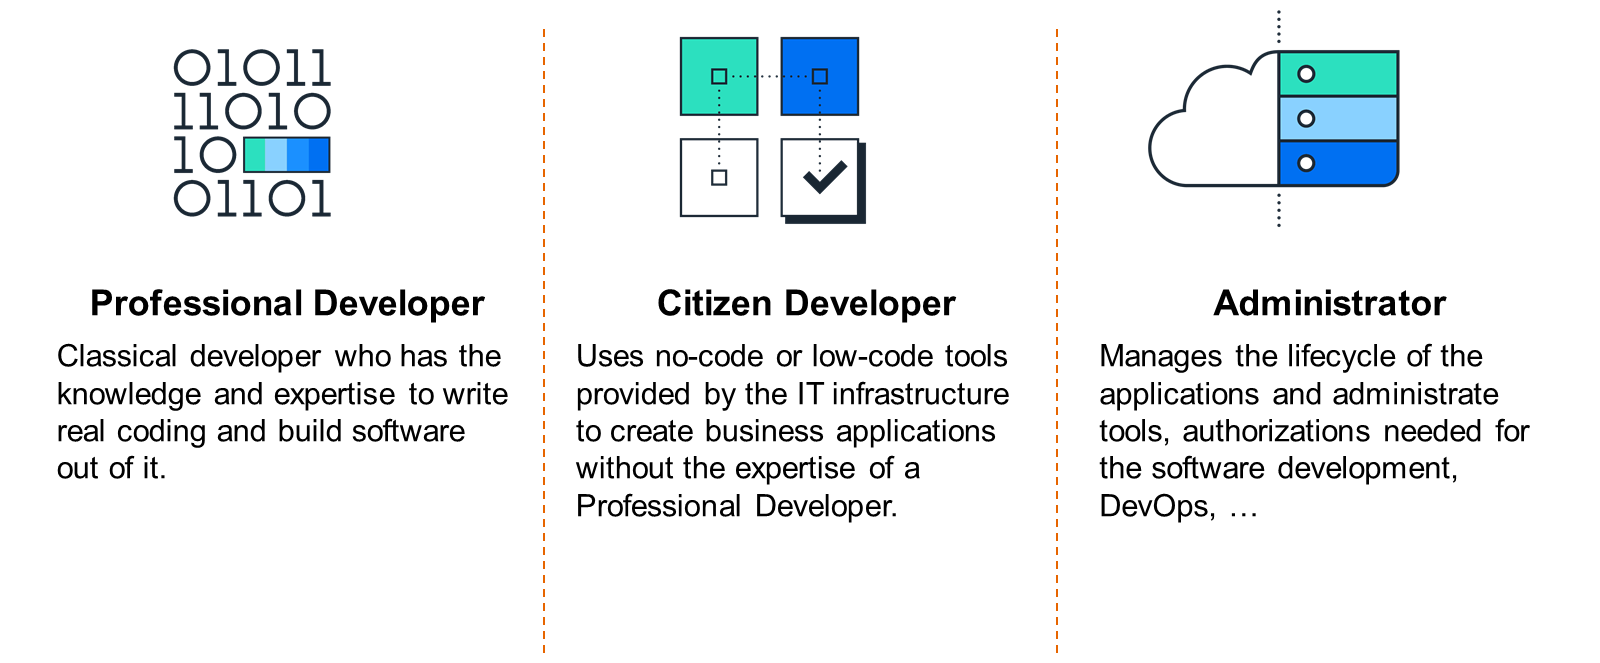 01011
11010
10
01101
Professional Developer
Classical developer who has the
knowledge and expertise to write
real coding and build software
out of it.
Citizen Developer
Uses no-code or low-code tools
provided by the IT infrastructure
to create business applications
without the expertise of a
Professional Developer.
Administrator
Manages the lifecycle of the
applications and administrate
tools, authorizations needed for
the software development,
DevOps, …